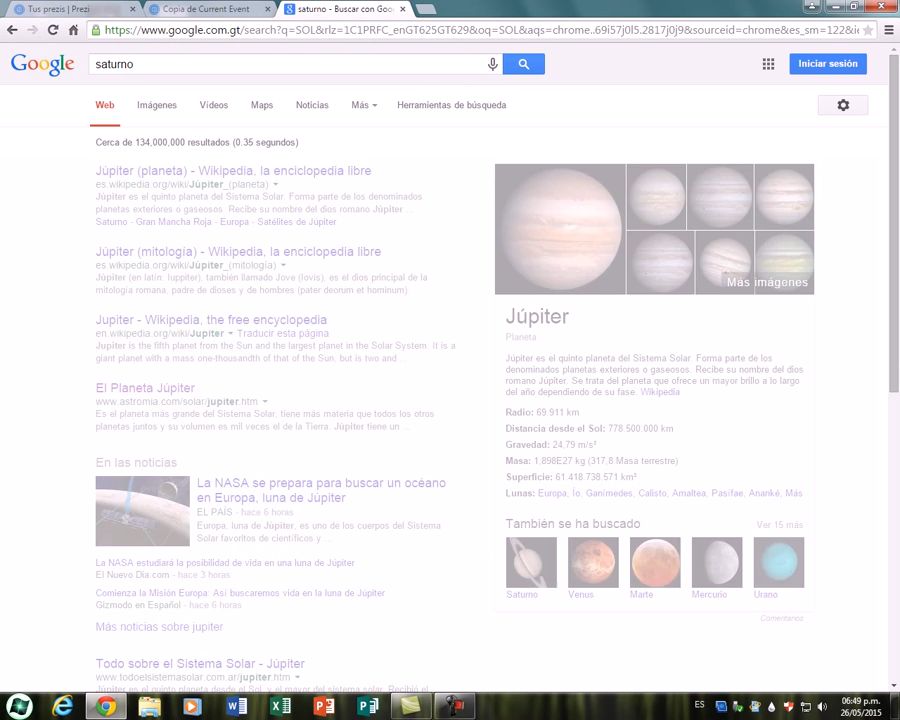 Tus prezis | Prezi
Copia de Current Event
saturno - Buscar con Goo
https://www.google.com.gt/search?q=SOL&rlz=1C1PRFC_enGT625GT629&oq=SOL&aqs=chrome..69i57j0l5.2817j0j9&sourceid=chrome&es_sm=122&ie
Google
saturno
Iniciar sesión
Web Imágenes Vídeos Maps Noticias Más Herramientas de búsqueda
Cerca de 134,000,000 resultados (0.35 segundos)
Júpiter (planeta) - Wikipedia, la enciclopedia libre
es.wikipedia.org/wiki/Júpiter_(planeta)
Júpiter es el quinto planeta del Sistema Solar. Forma parte de los denominados
planetas exteriores o gaseosos. Recibe su nombre del dios romano Júpiter ...
Saturno - Gran Mancha Roja - Europa - Satélites de Júpiter
Júpiter (mitología) - Wikipedia, la enciclopedia libre
es.wikipedia.org/wiki/Júpiter_(mitología)
Júpiter (en latín: Iuppiter), también llamado Jove (Iovis), es el dios principal de la
mitología romana, padre de dioses y de hombres (pater deorum et hominum).
Jupiter - Wikipedia, the free encyclopedia
en.wikipedia.org/wiki/Jupiter Traducir esta página
Jupiter is the fifth planet from the Sun and the largest planet in the Solar System. It is a
giant planet with a mass one-thousandth of that of the Sun, but is two and ...
El Planeta Júpiter
www.astromia.com/solar/jupiter.htm
Es el planeta más grande del Sistema Solar, tiene más materia que todos los otros
planetas juntos y su volumen es mil veces el de la Tierra. Júpiter tiene un ...
En las noticias
La NASA se prepara para buscar un océano
en Europa, luna de Júpiter
EL PAÍS - hace 6 horas
Europa, luna de Júpiter, es uno de los cuerpos del Sistema
Solar favoritos de científicos y ...
La NASA estudiará la posibilidad de vida en una luna de Júpiter
El Nuevo Dia.com - hace 3 horas
Comienza la Misión Europa: Así buscaremos vida en la luna de Júpiter
Gizmodo en Español - hace 6 horas
Más noticias sobre jupiter
Todo sobre el Sistema Solar - Júpiter
www.todoelsistemasolar.com.ar/jupiter.htm
Júpiter es el quinto planeta desde el Sol, y el mayor del sistema solar. Recibió el
Más imágenes
Júpiter
Planeta
Júpiter es el quinto planeta del Sistema Solar. Forma parte de los
denominados planetas exteriores o gaseosos. Recibe su nombre del dios
romano Júpiter. Se trata del planeta que ofrece un mayor brillo a lo largo
del año dependiendo de su fase. Wikipedia
Radio: 69.911 km
Distancia desde el Sol: 778.500.000 km
Gravedad: 24,79 m/s²
Masa: 1,898E27 kg (317,8 Masa terrestre)
Superficie: 61.418.738.571 km²
Lunas: Europa, Ío, Ganimedes, Calisto, Amaltea, Pasífae, Ananké, Más
También se ha buscado
Ver 15 más
Saturno Venus Marte Mercurio Urano
Comentarios
ES
06:49 p.m.
26/05/2015